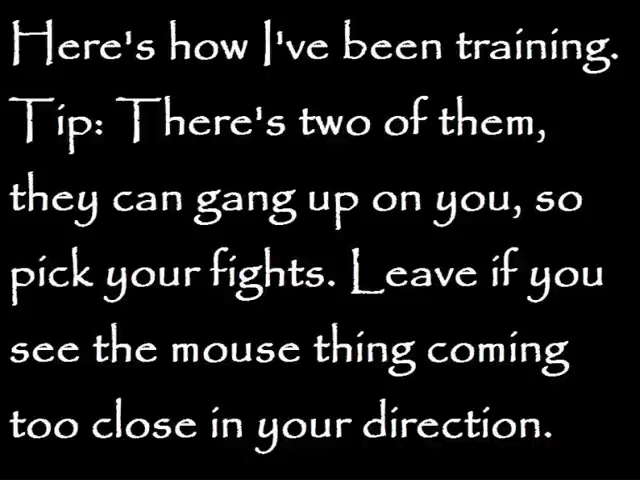 Here's how I've been training.
Tip: There's two of them,
they can gang up on you, so
pick your fights. Leave if you
see the mouse thing coming
too close in your direction.